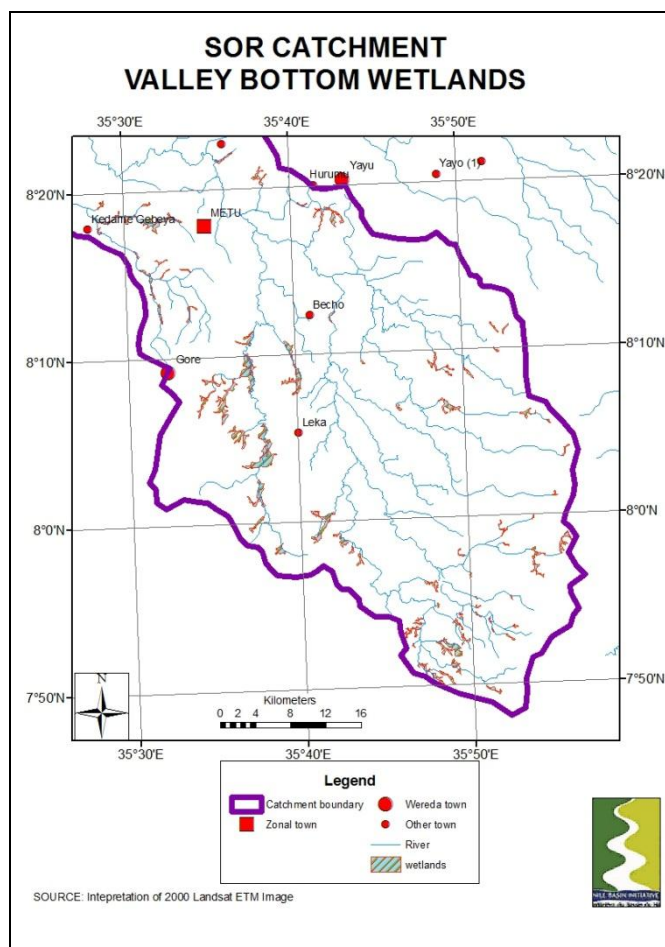 SOR CATCHMENT
VALLEY BOTTOM WETLANDS
35°30'E 35°40'E 35°50'E
Yayu
Yayo (1)
Hurumu
8°20'N
8°20'N
METU
Kedame Gebeya
Becho
8°10'N
8°10'N
Gore
Leka
8°0'N
8°0'N
7°50'N
7°50'N
N
Kilometers
0 2 4 8 12 16
35°30'E 35°40'E 35°50'E
Legend
Catchment boundary
Wereda town
Zonal town
Other town
River
wetlands
NILE BASIN INITIATIVE
SOURCE: Intepretation of 2000 Landsat ETM Image